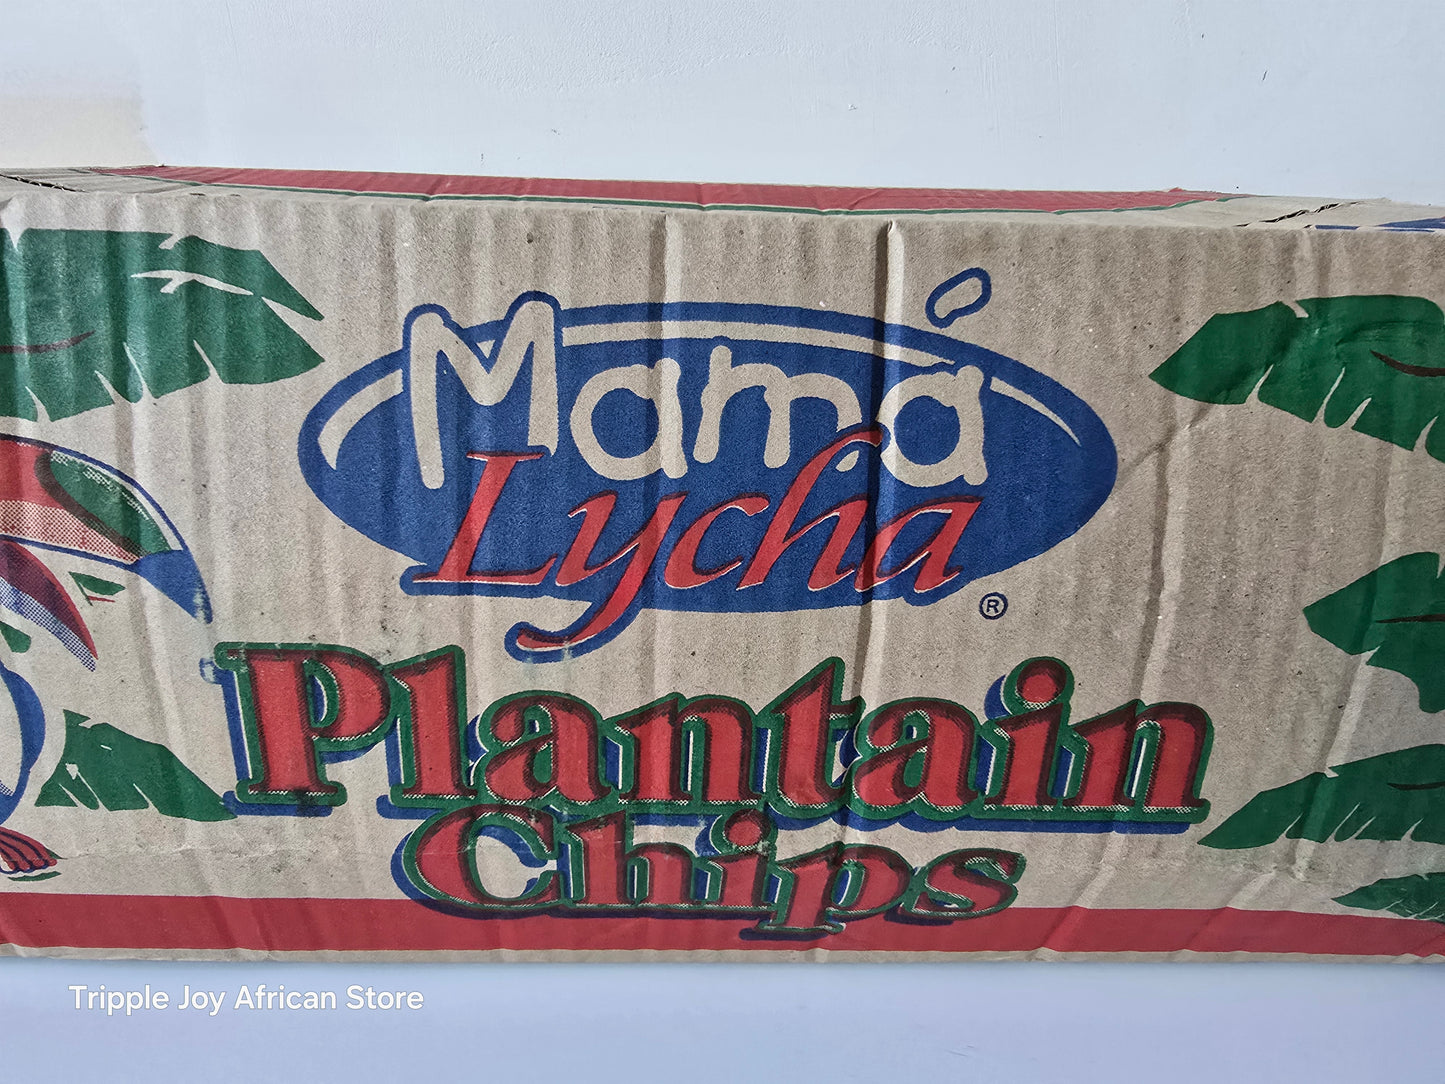 Mamá
Lycha
®
Plantain
Chips
Tripple Joy African Store